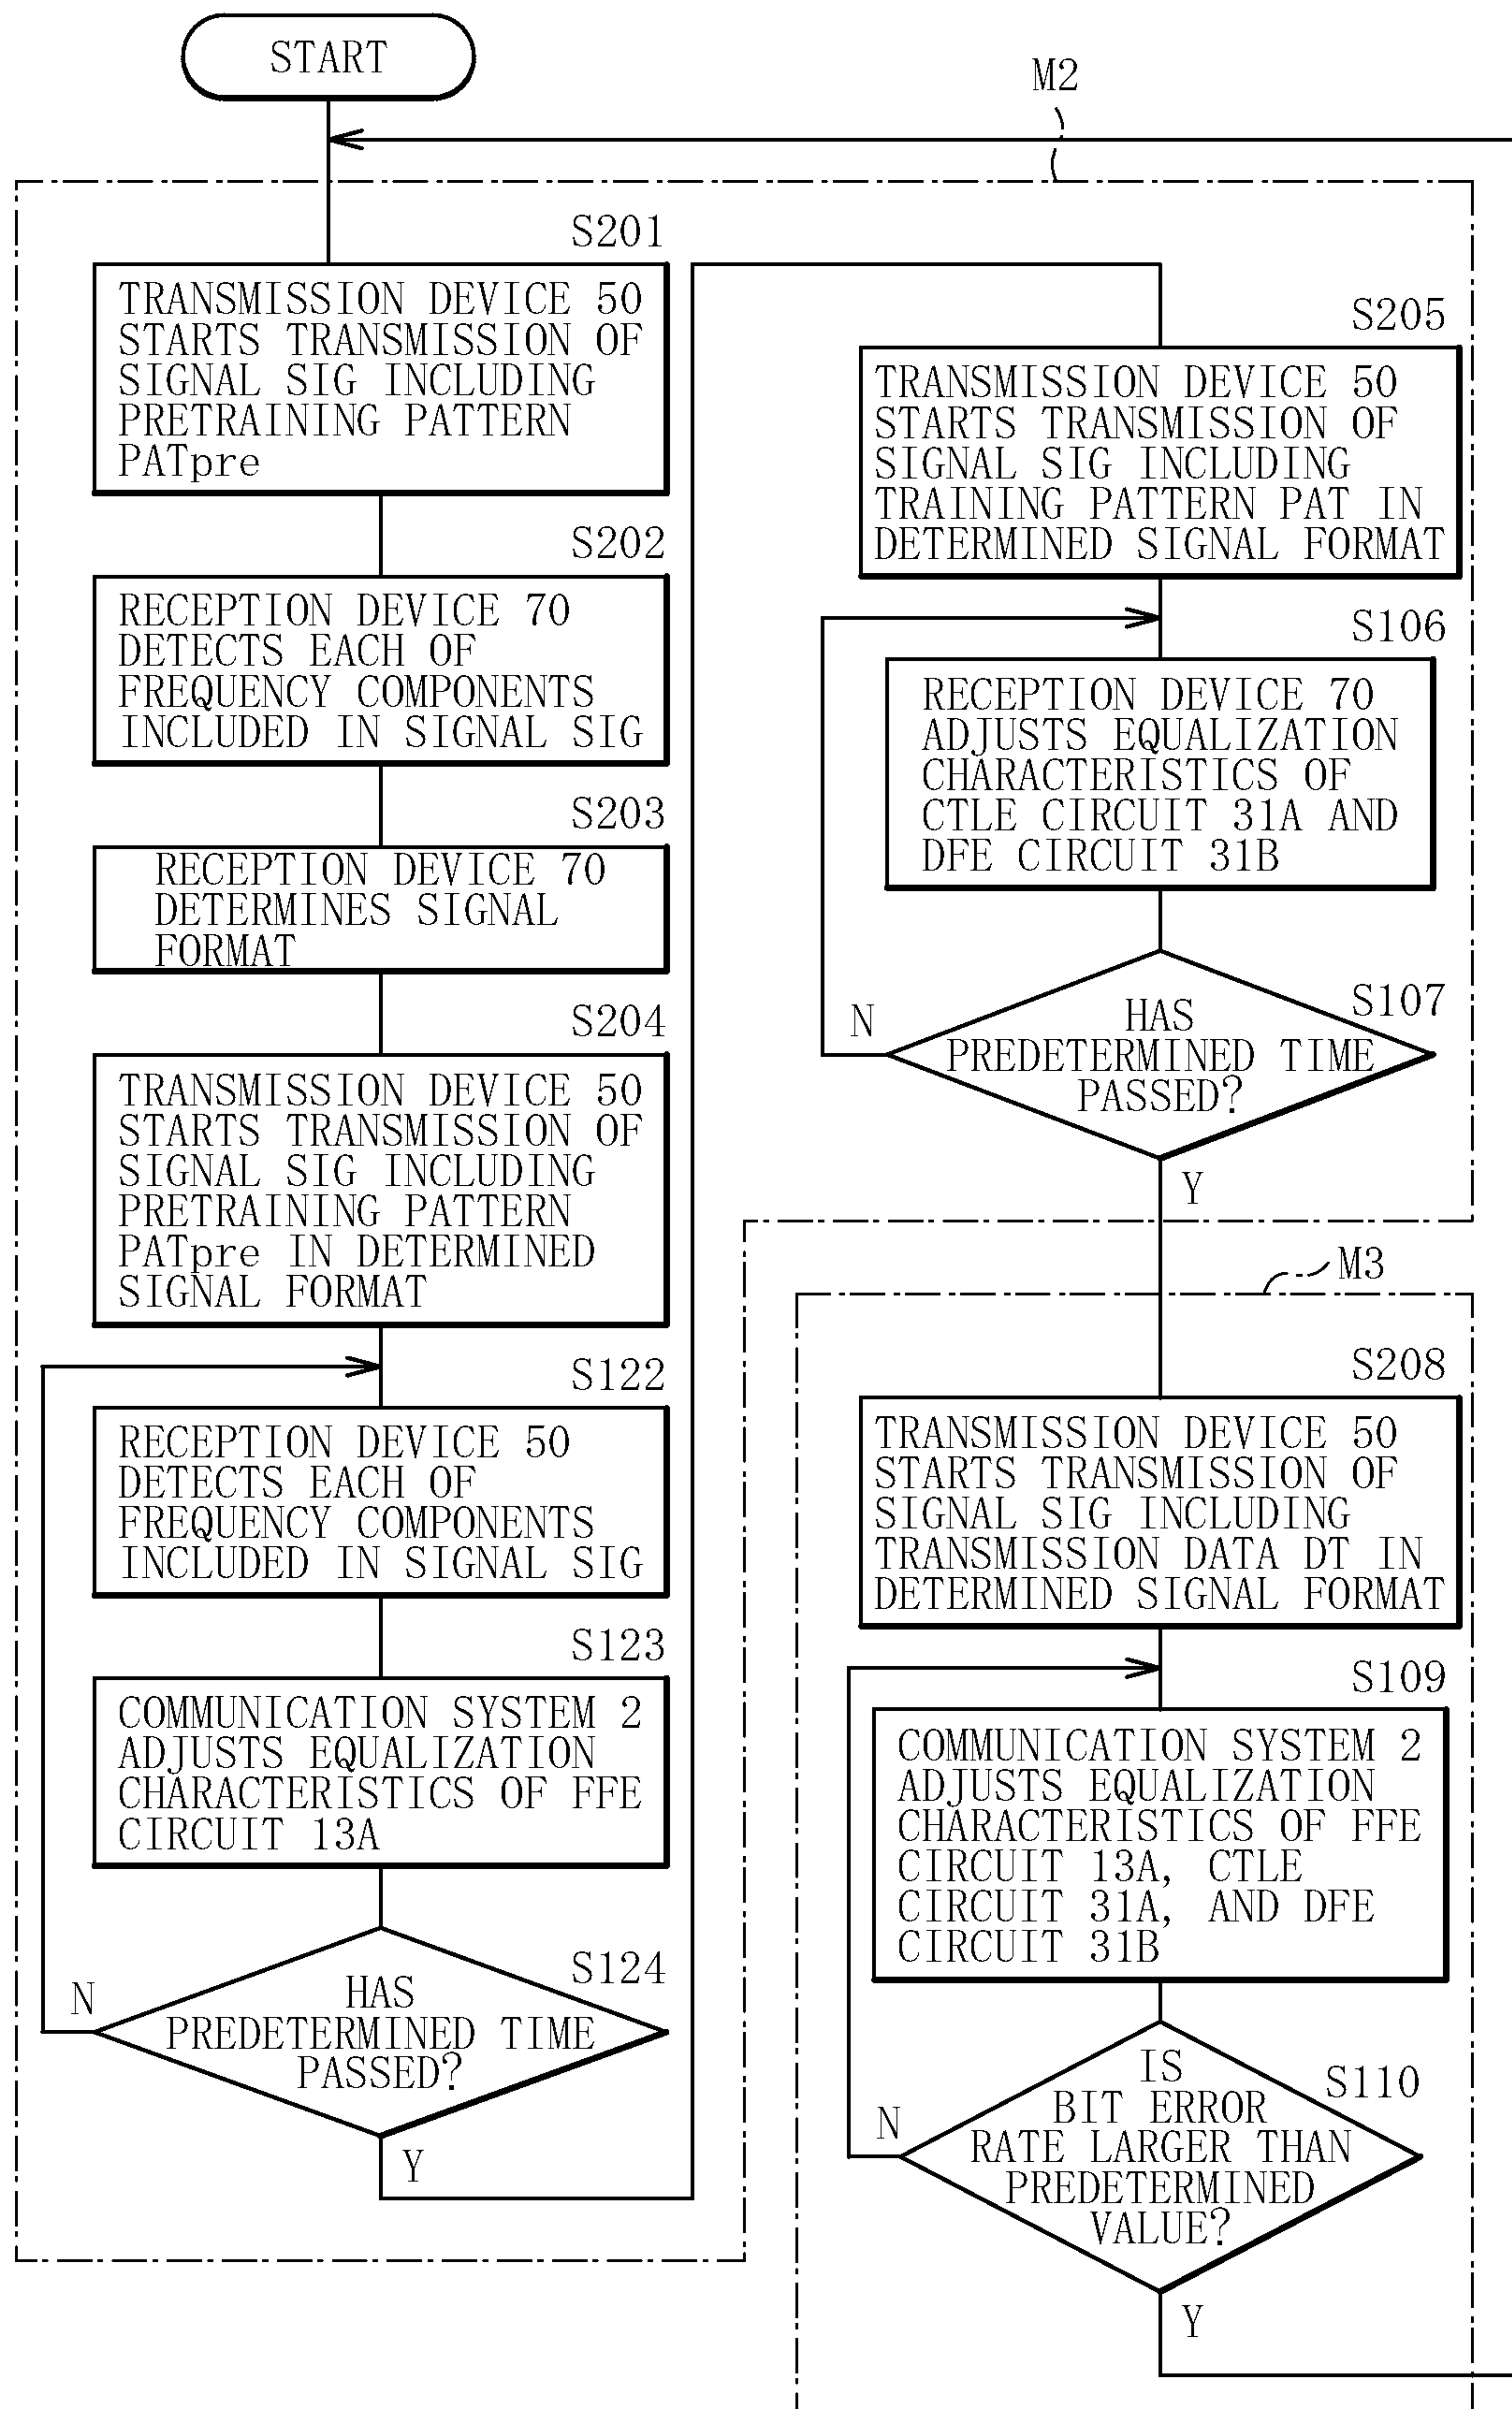 START
M2
S201
TRANSMISSION DEVICE 50
STARTS TRANSMISSION OF
SIGNAL SIG INCLUDING
PRETRAINING PATTERN
PATpre
S202
RECEPTION DEVICE 70
DETECTS EACH OF
FREQUENCY COMPONENTS
INCLUDED IN SIGNAL SIG
S203
RECEPTION DEVICE 70
DETERMINES SIGNAL
FORMAT
S204
TRANSMISSION DEVICE 50
STARTS TRANSMISSION OF
SIGNAL SIG INCLUDING
PRETRAINING PATTERN
PATpre IN DETERMINED
SIGNAL FORMAT
S122
RECEPTION DEVICE 50
DETECTS EACH OF
FREQUENCY COMPONENTS
INCLUDED IN SIGNAL SIG
S123
COMMUNICATION SYSTEM 2
ADJUSTS EQUALIZATION
CHARACTERISTICS OF FFE
CIRCUIT 13A
S124
HAS
PREDETERMINED TIME
PASSED?
N
Y
S205
TRANSMISSION DEVICE 50
STARTS TRANSMISSION OF
SIGNAL SIG INCLUDING
TRAINING PATTERN PAT IN
DETERMINED SIGNAL FORMAT
S106
RECEPTION DEVICE 70
ADJUSTS EQUALIZATION
CHARACTERISTICS OF
CTLE CIRCUIT 31A AND
DFE CIRCUIT 31B
S107
HAS
PREDETERMINED TIME
PASSED?
N
Y
M3
S208
TRANSMISSION DEVICE 50
STARTS TRANSMISSION OF
SIGNAL SIG INCLUDING
TRANSMISSION DATA DT IN
DETERMINED SIGNAL FORMAT
S109
COMMUNICATION SYSTEM 2
ADJUSTS EQUALIZATION
CHARACTERISTICS OF FFE
CIRCUIT 13A, CTLE
CIRCUIT 31A, AND DFE
CIRCUIT 31B
S110
IS
BIT ERROR
RATE LARGER THAN
PREDETERMINED
VALUE?
N
Y